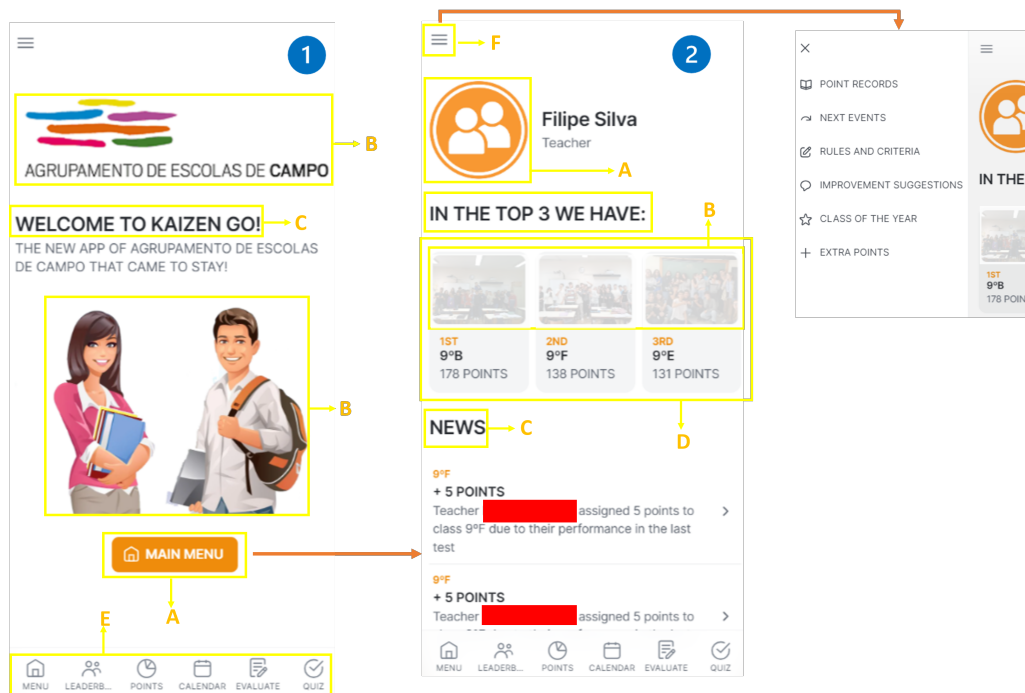 1
B
AGRUPAMENTO DE ESCOLAS DE CAMPO
WELCOME TO KAIZEN GO!
C
THE NEW APP OF AGRUPAMENTO DE ESCOLAS
DE CAMPO THAT CAME TO STAY!
B
MAIN MENU
E
A
MENU
LEADERB...
POINTS
CALENDAR
EVALUATE
QUIZ
F
2
Filipe Silva
Teacher
A
IN THE TOP 3 WE HAVE:
B
1ST
9ºB
178 POINTS
2ND
9ºF
138 POINTS
3RD
9ºE
131 POINTS
NEWS
C
D
9ºF
+ 5 POINTS
Teacher assigned 5 points to
class 9ºF due to their performance in the last
test
9ºF
+ 5 POINTS
Teacher assigned 5 points to
MENU
LEADERB...
POINTS
CALENDAR
EVALUATE
QUIZ
POINT RECORDS
NEXT EVENTS
RULES AND CRITERIA
IMPROVEMENT SUGGESTIONS
CLASS OF THE YEAR
EXTRA POINTS
IN THE
1ST
9ºB
178 POIN